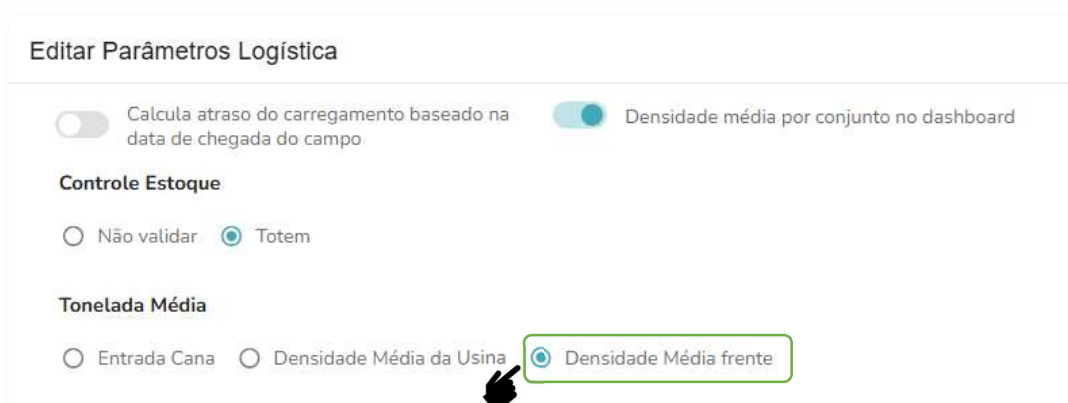 Editar Parâmetros Logística
Calcula atraso do carregamento baseado na
data de chegada do campo
Densidade média por conjunto no dashboard
Controle Estoque
Não validar Totem
Tonelada Média
Entrada Cana Densidade Média da Usina Densidade Média frente